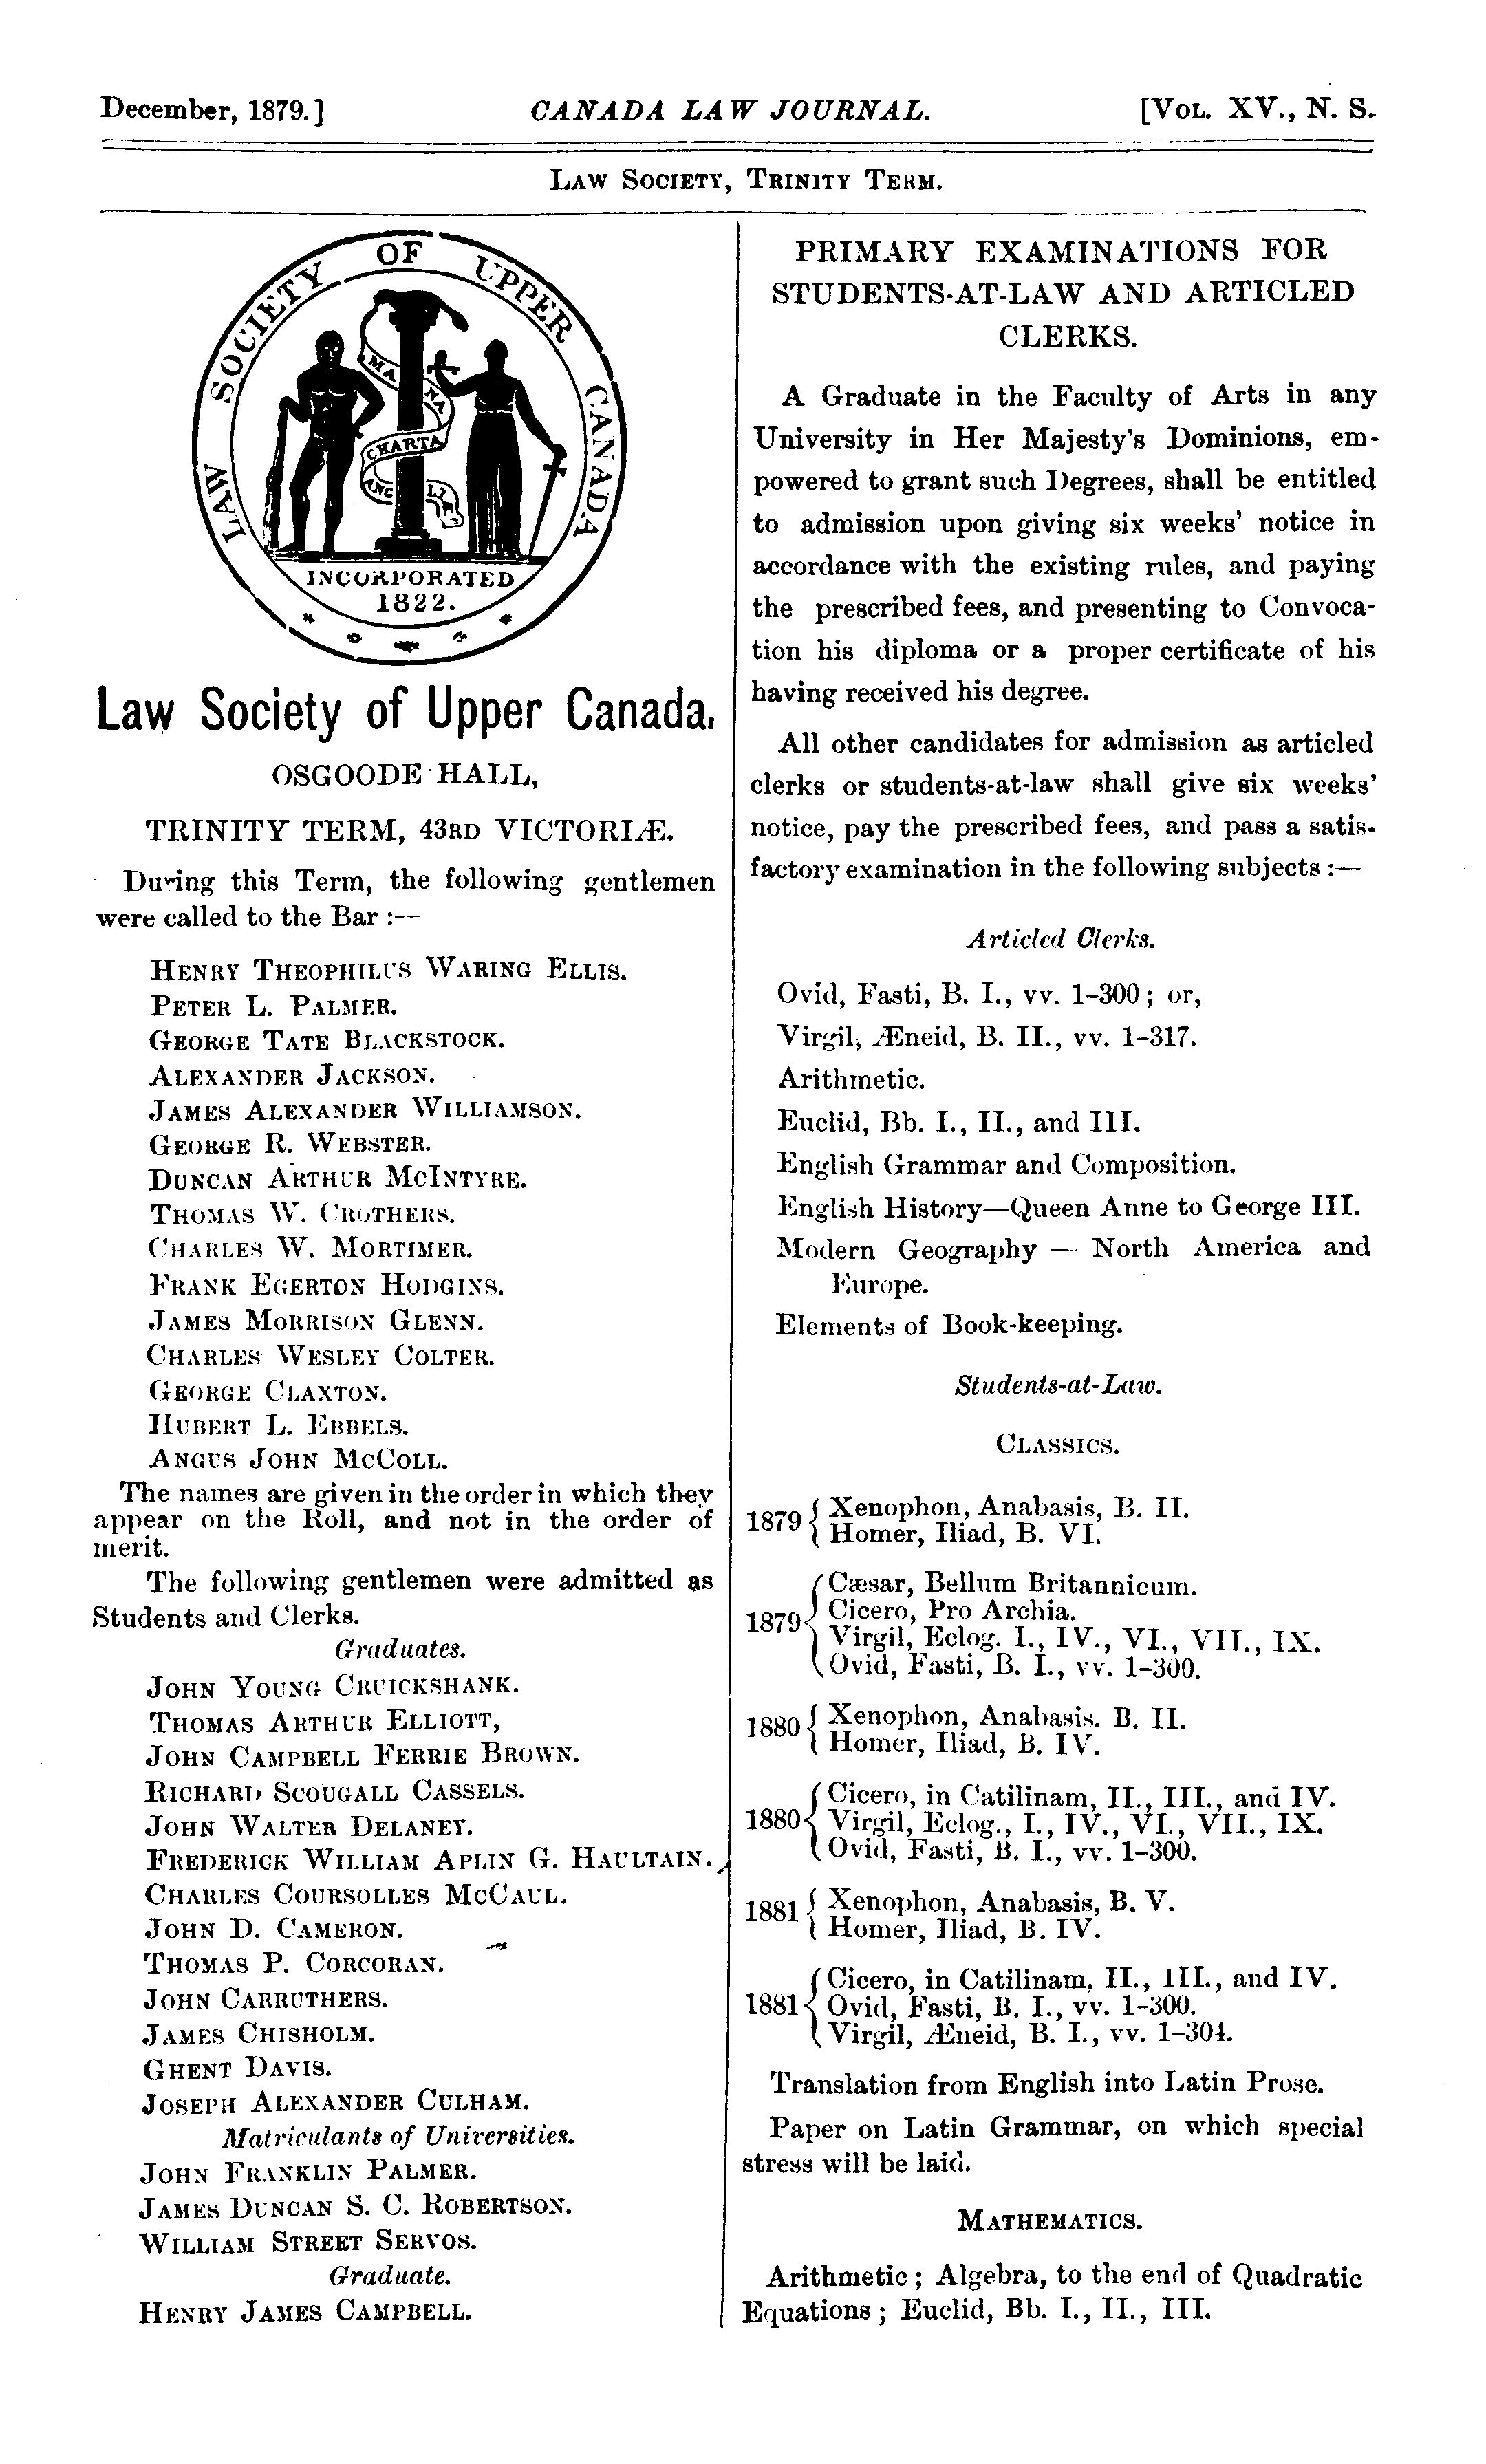 December, 1879.] CANADA LAW JOURNAL. [VOL. XV., N. S.
LAW SOCIETY, TRINITY TERM.
LAW SOCIETY OF UPPER CANADA
MAGNA
CHARTA
ANGLIÆ
INCORPORATED
1822.
Law Society of Upper Canada.
OSGOODE HALL,
TRINITY TERM, 43RD VICTORIÆ.
During this Term, the following gentlemen
were called to the Bar :—
HENRY THEOPHILUS WARING ELLIS.
PETER L. PALMER.
GEORGE TATE BLACKSTOCK.
ALEXANDER JACKSON.
JAMES ALEXANDER WILLIAMSON.
GEORGE R. WEBSTER.
DUNCAN ARTHUR MCINTYRE.
THOMAS W. CROTHERS.
CHARLES W. MORTIMER.
FRANK EGERTON HODGINS.
JAMES MORRISON GLENN.
CHARLES WESLEY COLTER.
GEORGE CLAXTON.
HUBERT L. EBBELS.
ANGUS JOHN MCCOLL.
The names are given in the order in which they
appear on the Roll, and not in the order of
merit.
The following gentlemen were admitted as
Students and Clerks.
Graduates.
JOHN YOUNG CRUICKSHANK.
THOMAS ARTHUR ELLIOTT,
JOHN CAMPBELL FERRIE BROWN.
RICHARD SCOUGALL CASSELS.
JOHN WALTER DELANEY.
FREDERICK WILLIAM APLIN G. HAULTAIN.
CHARLES COURSOLLES MCCAUL.
JOHN D. CAMERON.
THOMAS P. CORCORAN.
JOHN CARRUTHERS.
JAMES CHISHOLM.
GHENT DAVIS.
JOSEPH ALEXANDER CULHAM.
Matriculants of Universities.
JOHN FRANKLIN PALMER.
JAMES DUNCAN S. C. ROBERTSON.
WILLIAM STREET SERVOS.
Graduate.
HENRY JAMES CAMPBELL.
PRIMARY EXAMINATIONS FOR
STUDENTS-AT-LAW AND ARTICLED
CLERKS.
A Graduate in the Faculty of Arts in any
University in Her Majesty's Dominions, em-
powered to grant such Degrees, shall be entitled
to admission upon giving six weeks' notice in
accordance with the existing rules, and paying
the prescribed fees, and presenting to Convoca-
tion his diploma or a proper certificate of his
having received his degree.
All other candidates for admission as articled
clerks or students-at-law shall give six weeks'
notice, pay the prescribed fees, and pass a satis-
factory examination in the following subjects :—
Articled Clerks.
Ovid, Fasti, B. I., vv. 1-300; or,
Virgil, Æneid, B. II., vv. 1-317.
Arithmetic.
Euclid, Bb. I., II., and III.
English Grammar and Composition.
English History—Queen Anne to George III.
Modern Geography — North America and
Europe.
Elements of Book-keeping.
Students-at-Law.
CLASSICS.
1879 { Xenophon, Anabasis, B. II.
Homer, Iliad, B. VI.
1879 { Cæsar, Bellum Britannicum.
Cicero, Pro Archia.
Virgil, Eclog. I., IV., VI., VII., IX.
Ovid, Fasti, B. I., vv. 1-300.
1880 { Xenophon, Anabasis. B. II.
Homer, Iliad, B. IV.
1880 { Cicero, in Catilinam, II., III., and IV.
Virgil, Eclog., I., IV., VI., VII., IX.
Ovid, Fasti, B. I., vv. 1-300.
1881 { Xenophon, Anabasis, B. V.
Homer, Iliad, B. IV.
1881 { Cicero, in Catilinam, II., III., and IV.
Ovid, Fasti, B. I., vv. 1-300.
Virgil, Æneid, B. I., vv. 1-304.
Translation from English into Latin Prose.
Paper on Latin Grammar, on which special
stress will be laid.
MATHEMATICS.
Arithmetic ; Algebra, to the end of Quadratic
Equations ; Euclid, Bb. I., II., III.